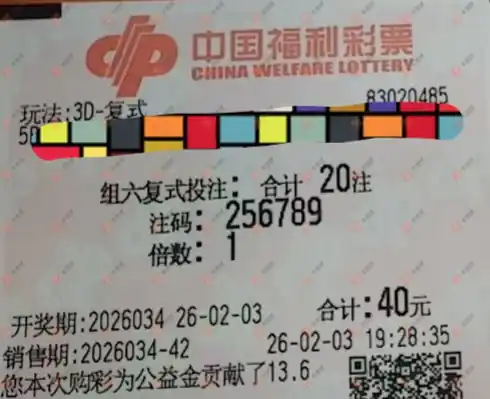 中国福利彩票
CHINA WELFARE LOTTERY
83020485
玩法:3D-复式
组六复式投注: 合计 20注
注码: 256789
倍数: 1
开奖期:2026034 26-02-03 合计:40元
销售期:2026034-42 26-02-03 19:28:35
您本次购彩为公益金贡献了13.6